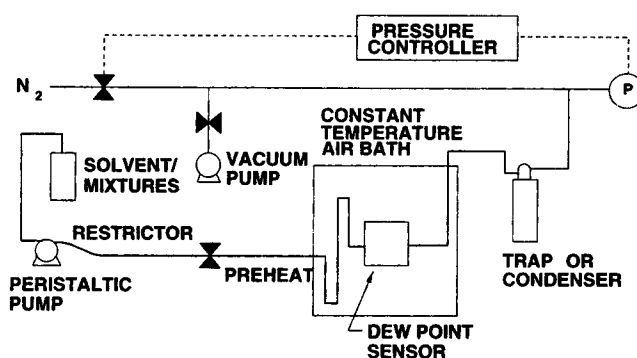 PRESSURE
CONTROLLER
N2
P
CONSTANT
TEMPERATURE
AIR BATH
SOLVENT/
MIXTURES
VACUUM
PUMP
RESTRICTOR
PREHEAT
PERISTALTIC
PUMP
TRAP OR
CONDENSER
DEW POINT
SENSOR